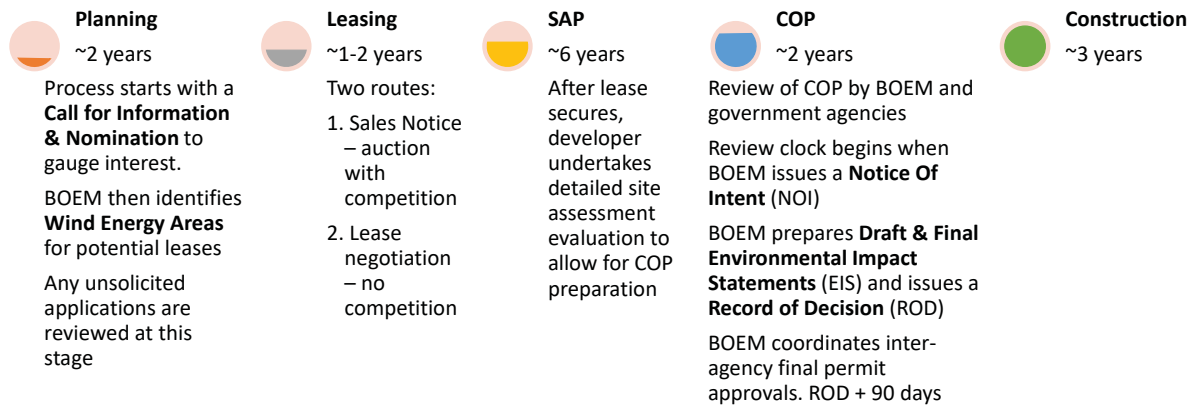 Planning
~2 years
Process starts with a
Call for Information
& Nomination to
gauge interest.
BOEM then identifies
Wind Energy Areas
for potential leases
Any unsolicited
applications are
reviewed at this
stage
Leasing
~1-2 years
Two routes:
1. Sales Notice
– auction
with
competition
2. Lease
negotiation
– no
competition
SAP
~6 years
After lease
secures,
developer
undertakes
detailed site
assessment
evaluation to
allow for COP
preparation
COP
~2 years
Review of COP by BOEM and
government agencies
Review clock begins when
BOEM issues a Notice Of
Intent (NOI)
BOEM prepares Draft & Final
Environmental Impact
Statements (EIS) and issues a
Record of Decision (ROD)
BOEM coordinates inter-
agency final permit
approvals. ROD + 90 days
Construction
~3 years